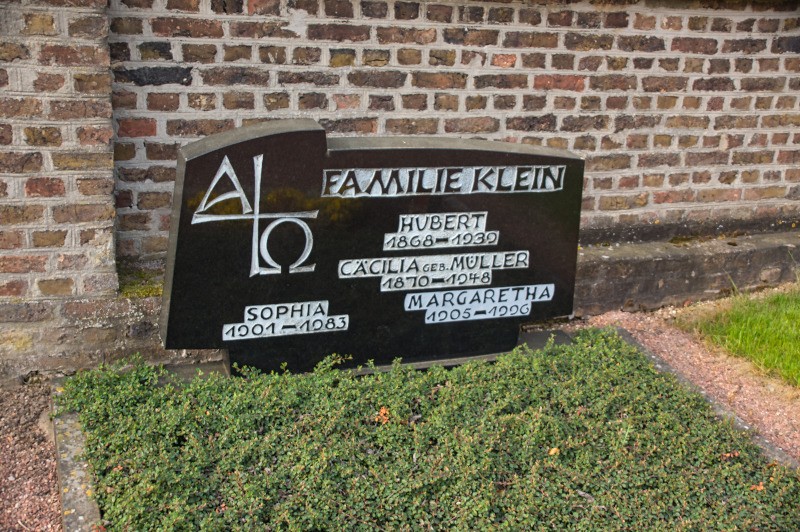 Α Ω
FAMILIE KLEIN
HUBERT
1868-1939
CÄCILIA GEB. MÜLLER
1870-1948
SOPHIA
1901-1983
MARGARETHA
1905-1996